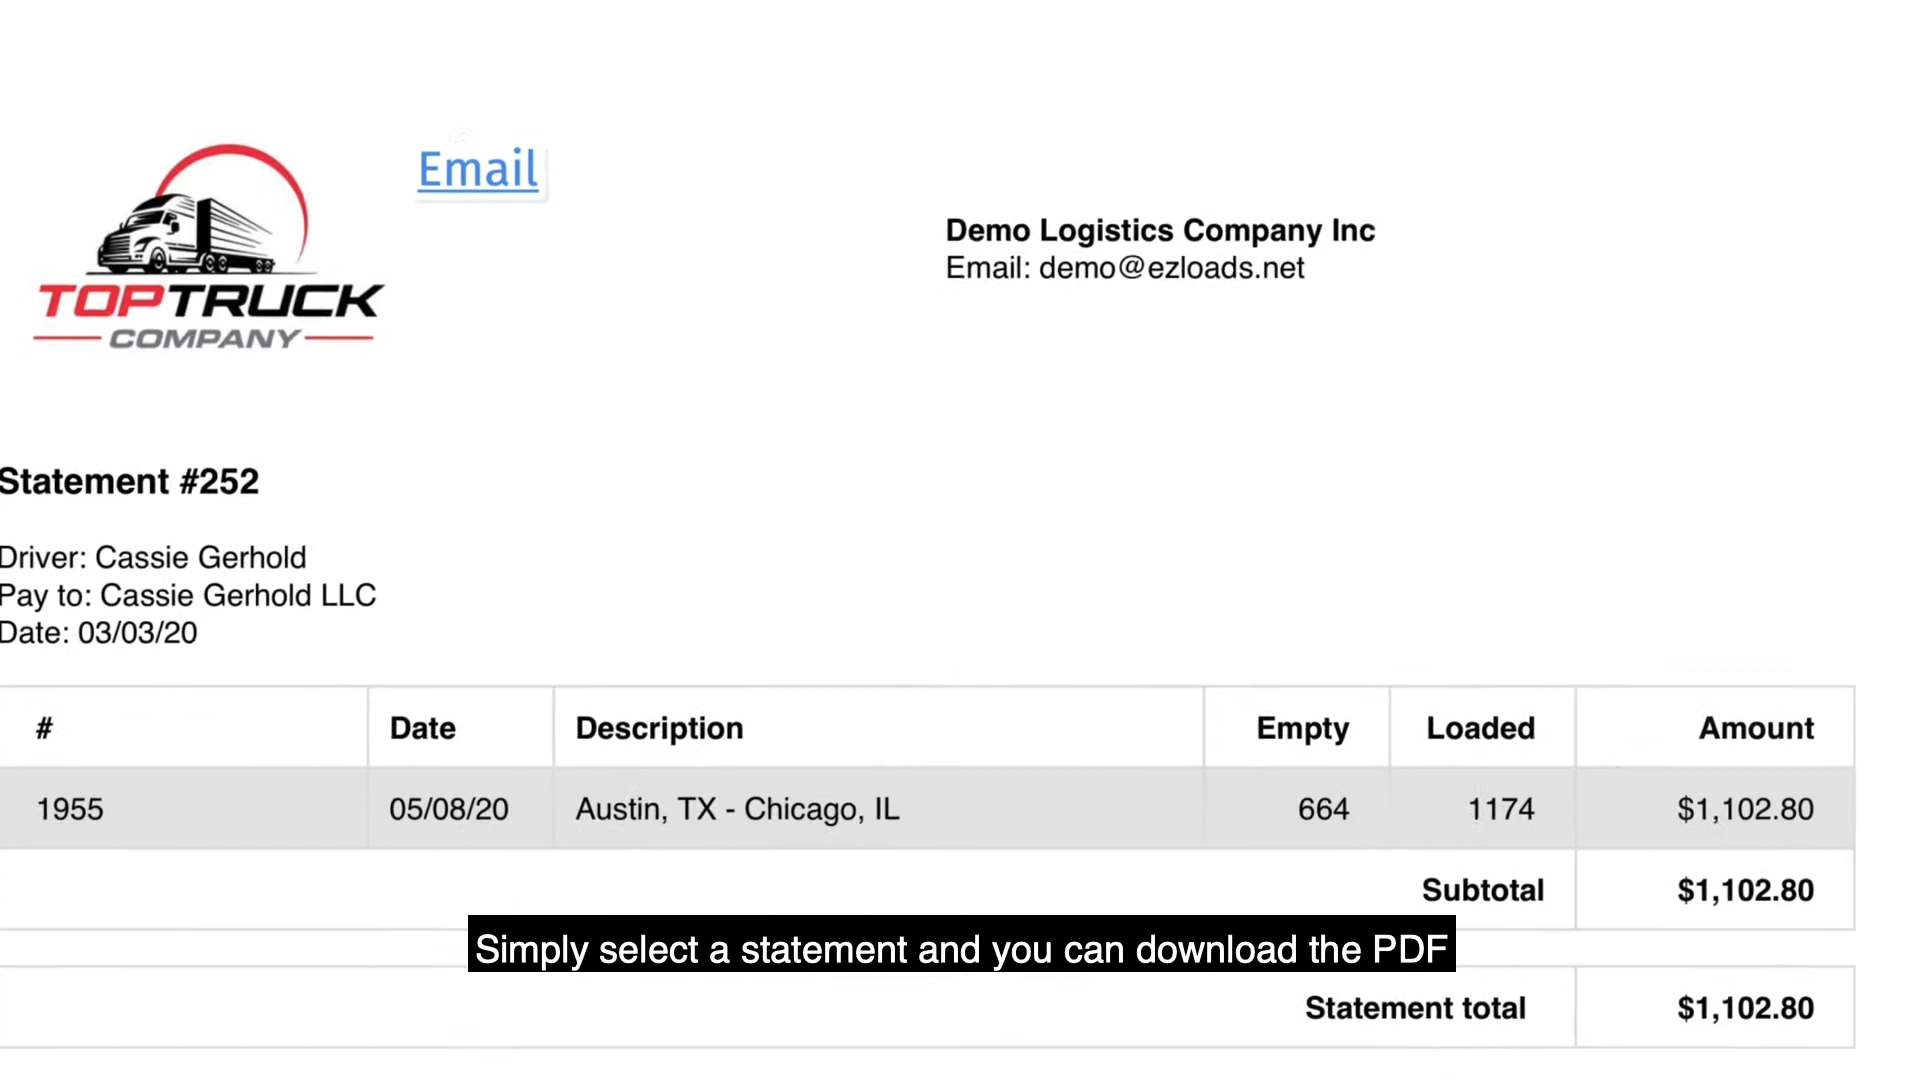 Email
Demo Logistics Company Inc
Email: demo@ezloads.net
TOPTRUCK
COMPANY
Statement #252
Driver: Cassie Gerhold
Pay to: Cassie Gerhold LLC
Date: 03/03/20
# Date Description Empty Loaded Amount
1955 05/08/20 Austin, TX - Chicago, IL 664 1174 $1,102.80
Subtotal $1,102.80
Simply select a statement and you can download the PDF
Statement total $1,102.80